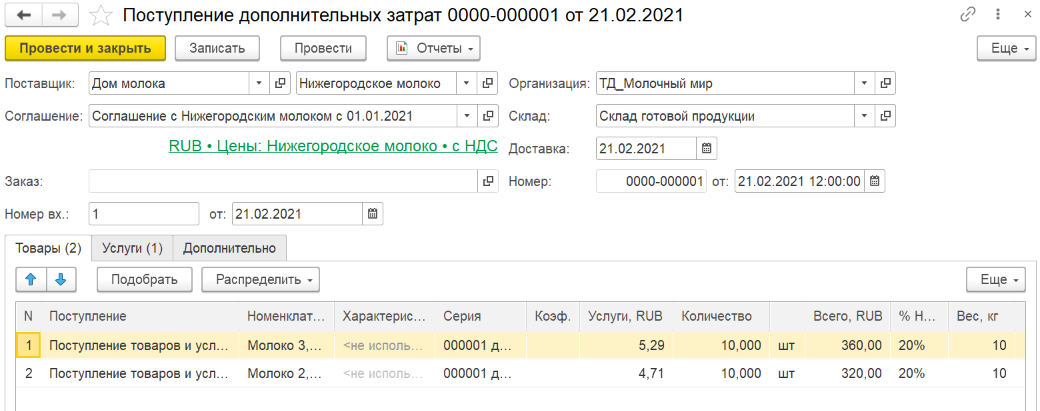 Поступление дополнительных затрат 0000-000001 от 21.02.2021
Провести и закрыть Записать Провести Отчеты Еще
Поставщик: Дом молока Нижегородское молоко Организация: ТД_Молочный мир
Соглашение: Соглашение с Нижегородским молоком с 01.01.2021 Склад: Склад готовой продукции
RUB • Цены: Нижегородское молоко • с НДС Доставка: 21.02.2021
Заказ: Номер: 0000-000001 от: 21.02.2021 12:00:00
Номер вх.: 1 от: 21.02.2021
Товары (2) Услуги (1) Дополнительно
Подобрать Распределить Еще
N Поступление Номенклат... Характерис... Серия Коэф. Услуги, RUB Количество Всего, RUB % Н... Вес, кг
1 Поступление товаров и усл... Молоко 3,... <не исполь... 000001 д... 5,29 10,000 шт 360,00 20% 10
2 Поступление товаров и усл... Молоко 2,... <не исполь... 000001 д... 4,71 10,000 шт 320,00 20% 10